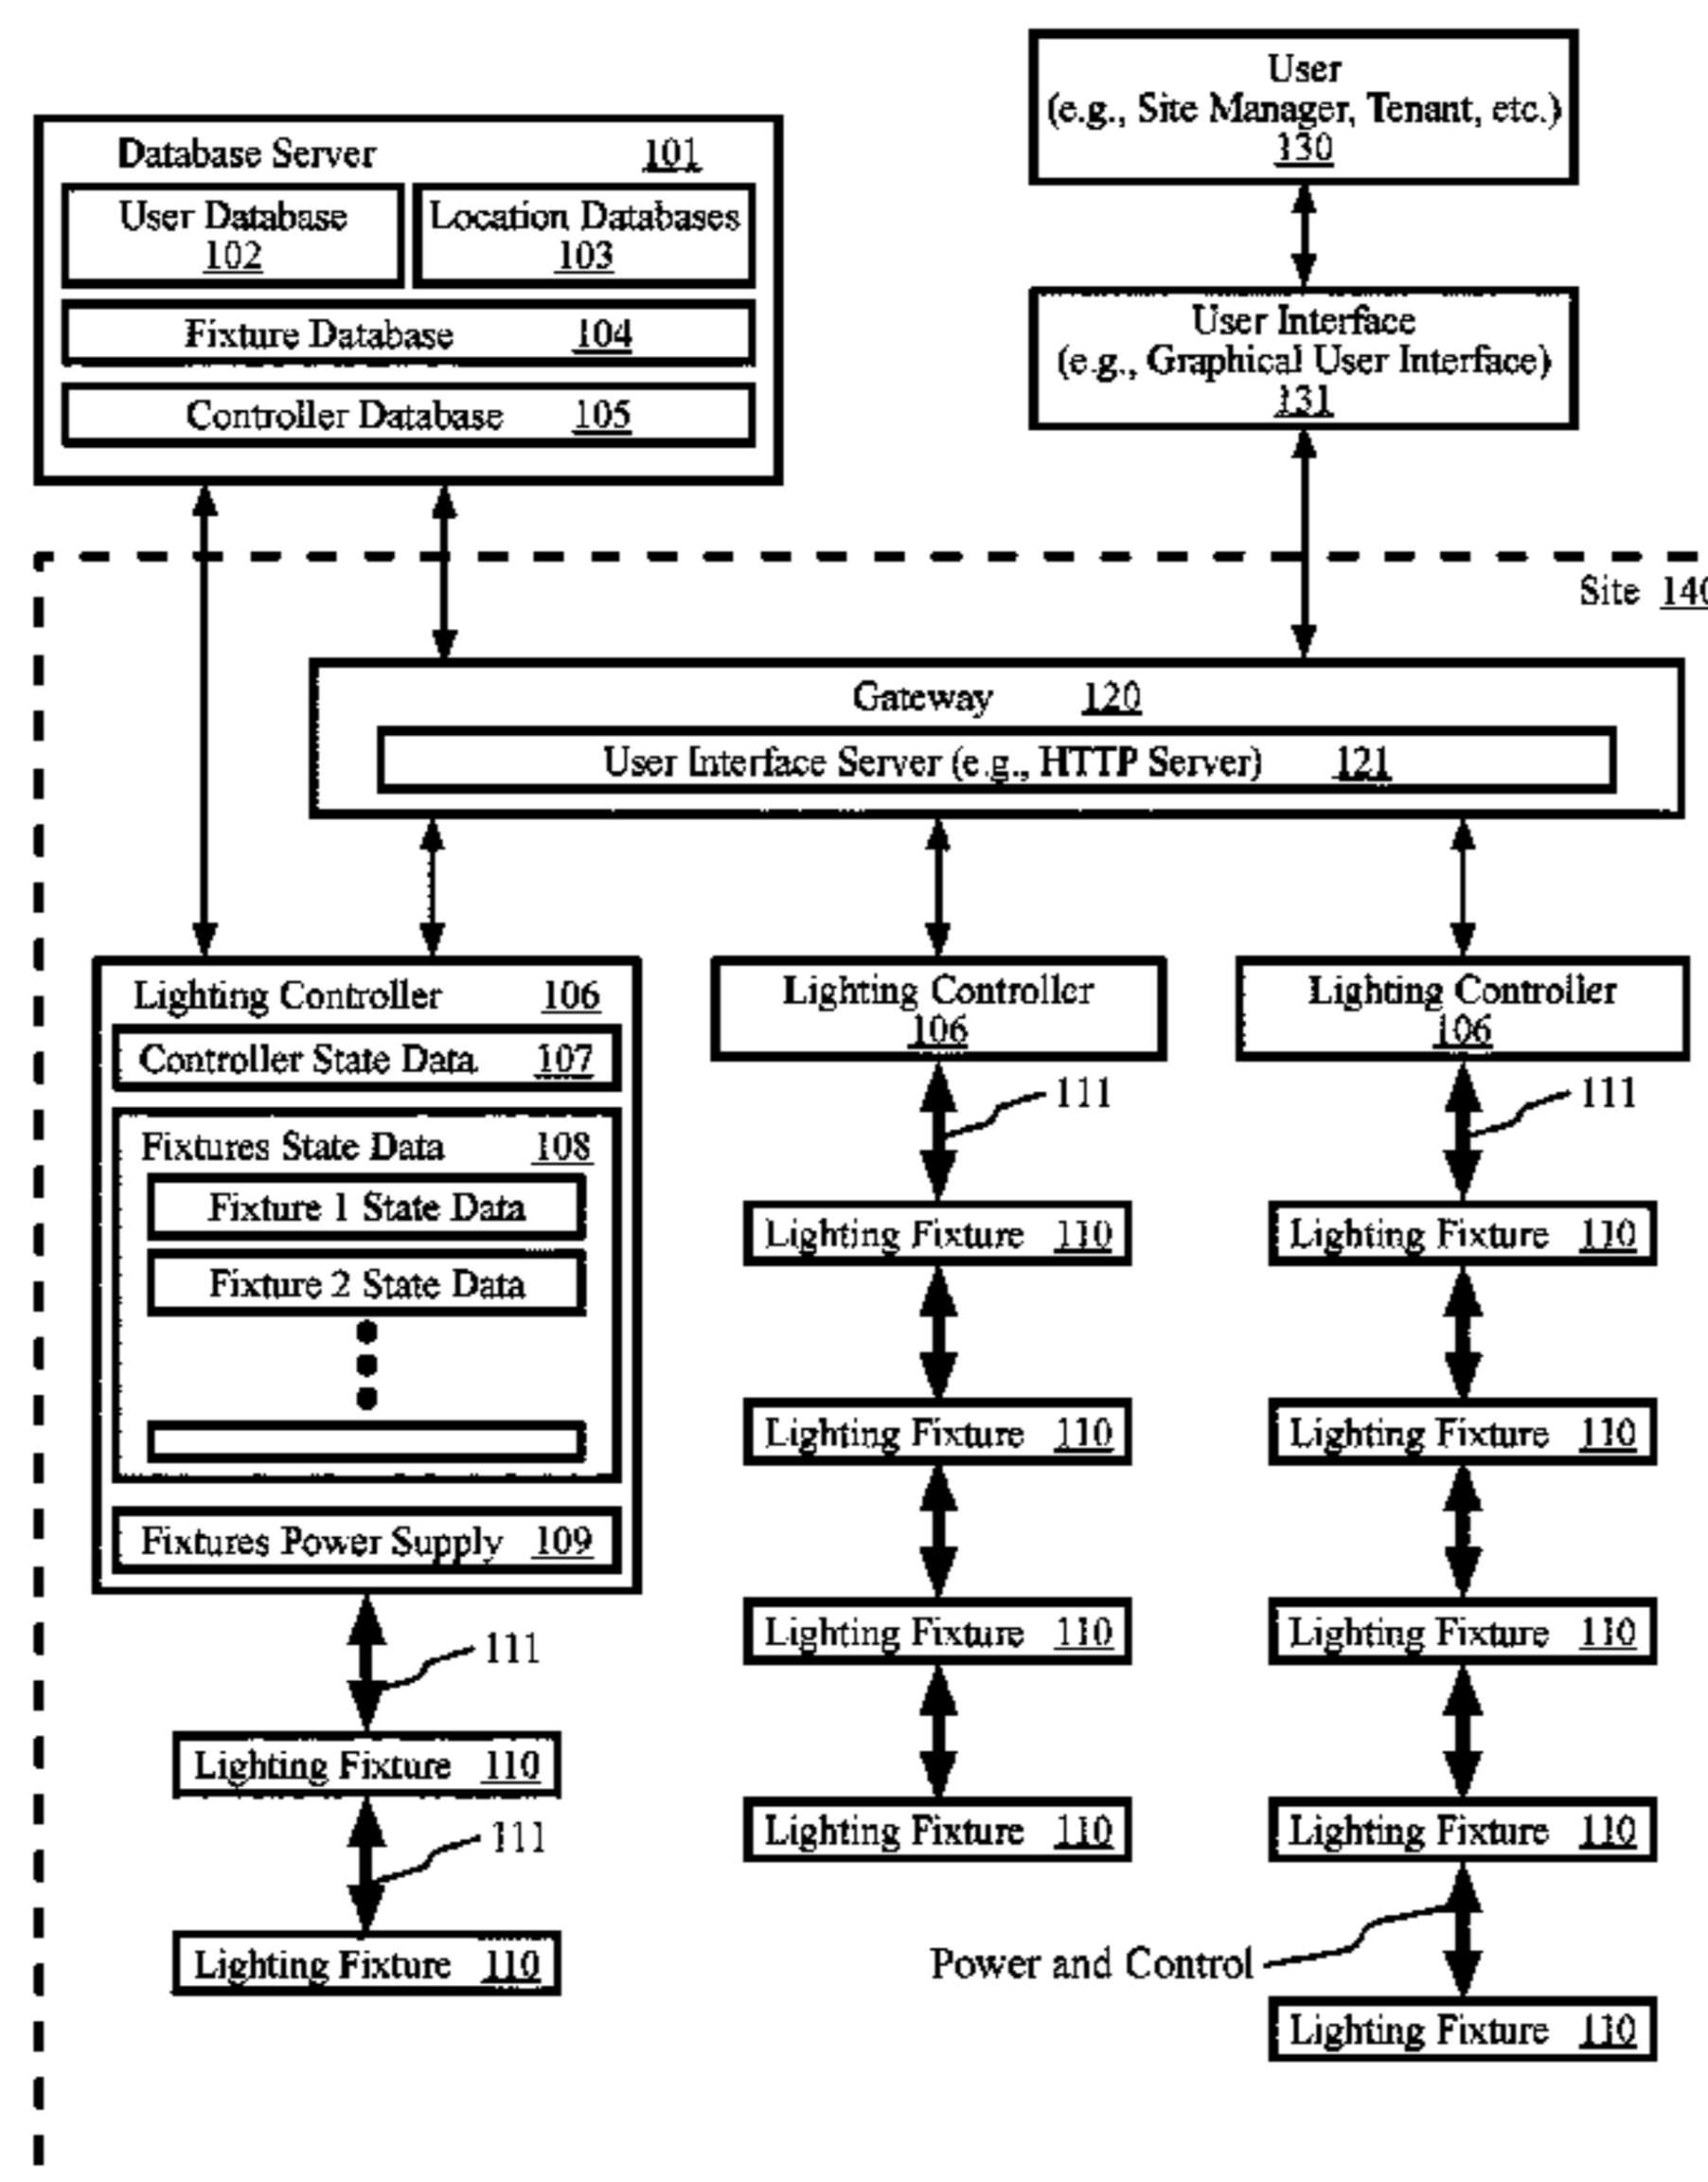 User
(e.g., Site Manager, Tenant, etc.)
130
Database Server 101
User Database
102
Location Databases
103
Fixture Database 104
Controller Database 105
User Interface
(e.g., Graphical User Interface)
131
Site 140
Gateway 120
User Interface Server (e.g., HTTP Server) 121
Lighting Controller 106
Controller State Data 107
Fixtures State Data 108
Fixture 1 State Data
Fixture 2 State Data
Fixtures Power Supply 109
111
Lighting Fixture 110
111
Lighting Fixture 110
Lighting Controller
106
111
Lighting Fixture 110
Lighting Fixture 110
Lighting Fixture 110
Lighting Fixture 110
Lighting Controller
106
111
Lighting Fixture 110
Lighting Fixture 110
Lighting Fixture 110
Lighting Fixture 110
Power and Control
Lighting Fixture 110